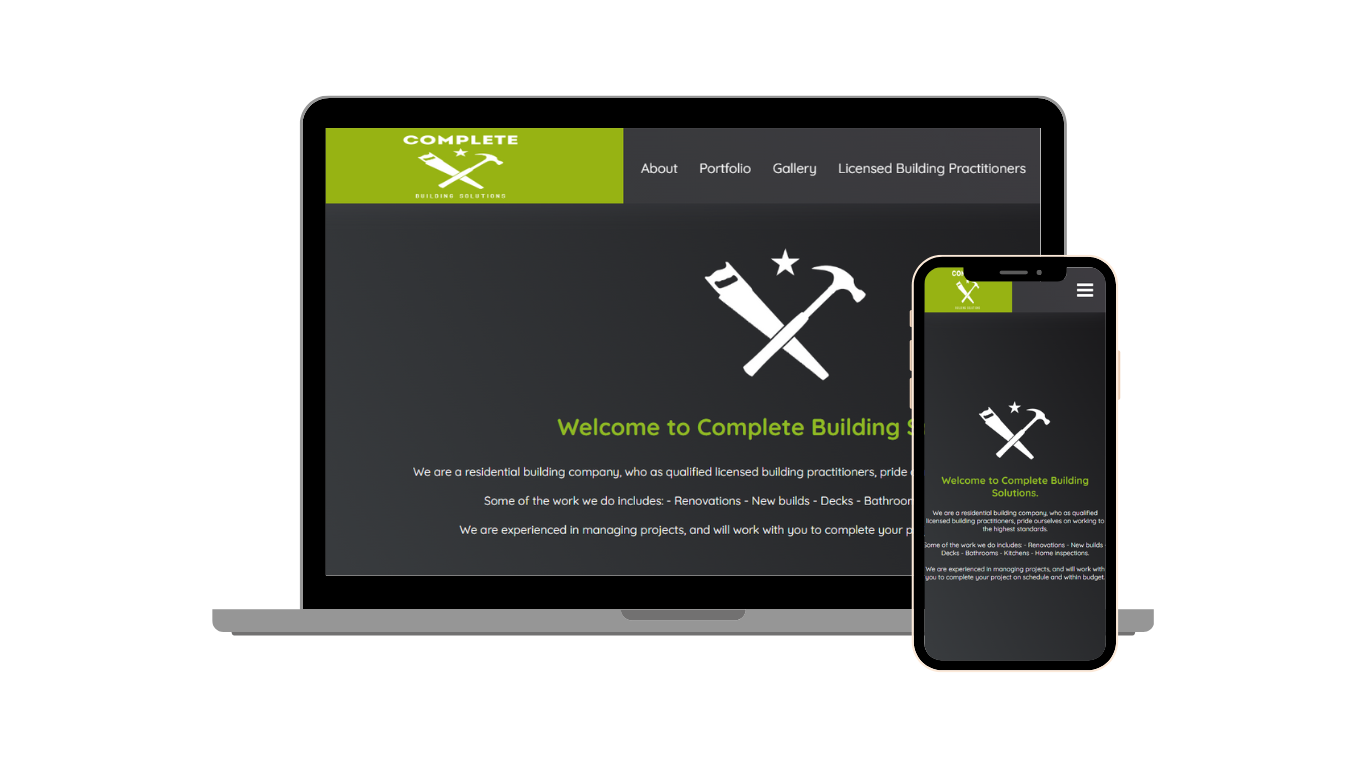 COMPLETE
BUILDING SOLUTIONS
About Portfolio Gallery Licensed Building Practitioners
Welcome to Complete Building
We are a residential building company, who as qualified licensed building practitioners, pride
Some of the work we do includes: - Renovations - New builds - Decks -
We are experienced in managing projects, and will work with you to complete your
Welcome to Complete Building
Solutions.
We are a residential building company, who as qualified
licensed building practitioners, pride ourselves on working to
the highest standards.
Some of the work we do includes: - Renovations - New builds
Decks - Bathrooms - Kitchens - Home inspections.
We are experienced in managing projects, and will work with
you to complete your project on schedule and within budget.